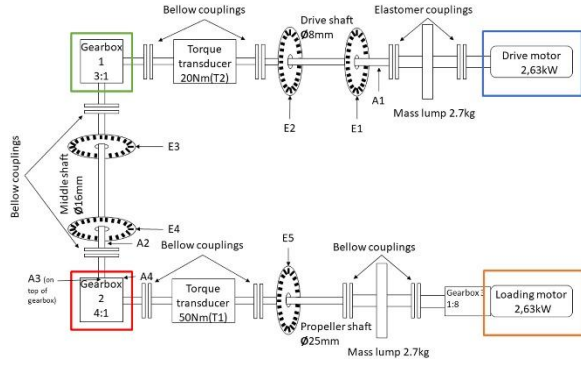 Bellow couplings
Drive shaft
Ø8mm
Elastomer couplings
Gearbox
1
3:1
Torque
transducer
20Nm(T2)
Drive motor
2,63kW
A1
E2
E1
Mass lump 2.7kg
Bellow couplings
E3
Middle shaft
Ø16mm
E4
A2
Bellow couplings
E5
Bellow couplings
A3 (on
top of
gearbox)
A4
Gearbox
2
4:1
Torque
transducer
50Nm(T1)
Propeller shaft
Ø25mm
Mass lump 2.7kg
Gearbox 1
1:8
Loading motor
2,63kW